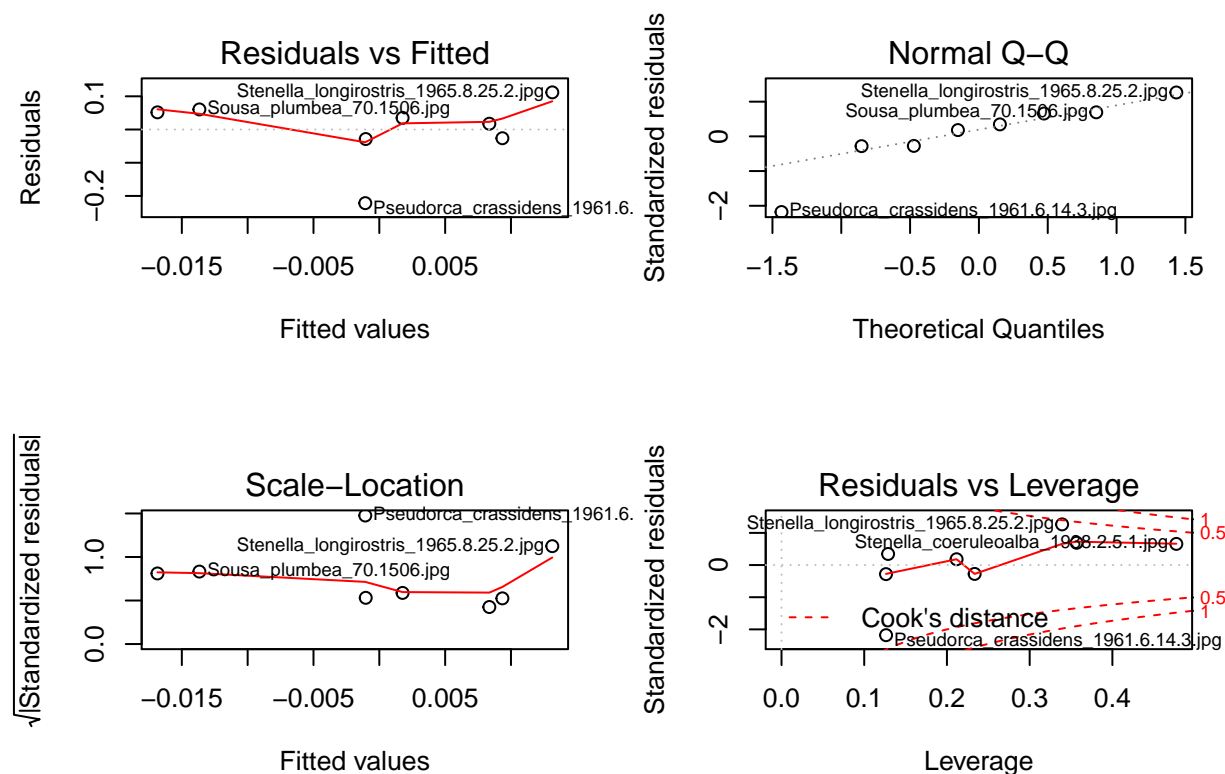 Residuals vs Fitted
Residuals
0.1
−0.2
Stenella_longirostris_1965.8.25.2.jpg
Sousa_plumbea_70.1506.jpg
Pseudorca_crassidens_1961.6.
−0.015 −0.005 0.005
Fitted values
Normal Q−Q
Standardized residuals
0
−2
Stenella_longirostris_1965.8.25.2.jpg
Sousa_plumbea_70.1506.jpg
Pseudorca_crassidens_1961.6.14.3.jpg
−1.5 −0.5 0.0 0.5 1.0 1.5
Theoretical Quantiles
Scale−Location
√|Standardized residuals|
1.0
0.0
Pseudorca_crassidens_1961.6.
Stenella_longirostris_1965.8.25.2.jpg
Sousa_plumbea_70.1506.jpg
−0.015 −0.005 0.005
Fitted values
Residuals vs Leverage
Standardized residuals
0
−2
Stenella_longirostris_1965.8.25.2.jpg
Stenella_coeruleoalba_1938.2.5.1.jpg
1
0.5
0.5
1
Cook's distance
Pseudorca_crassidens_1961.6.14.3.jpg
0.0 0.1 0.2 0.3 0.4
Leverage